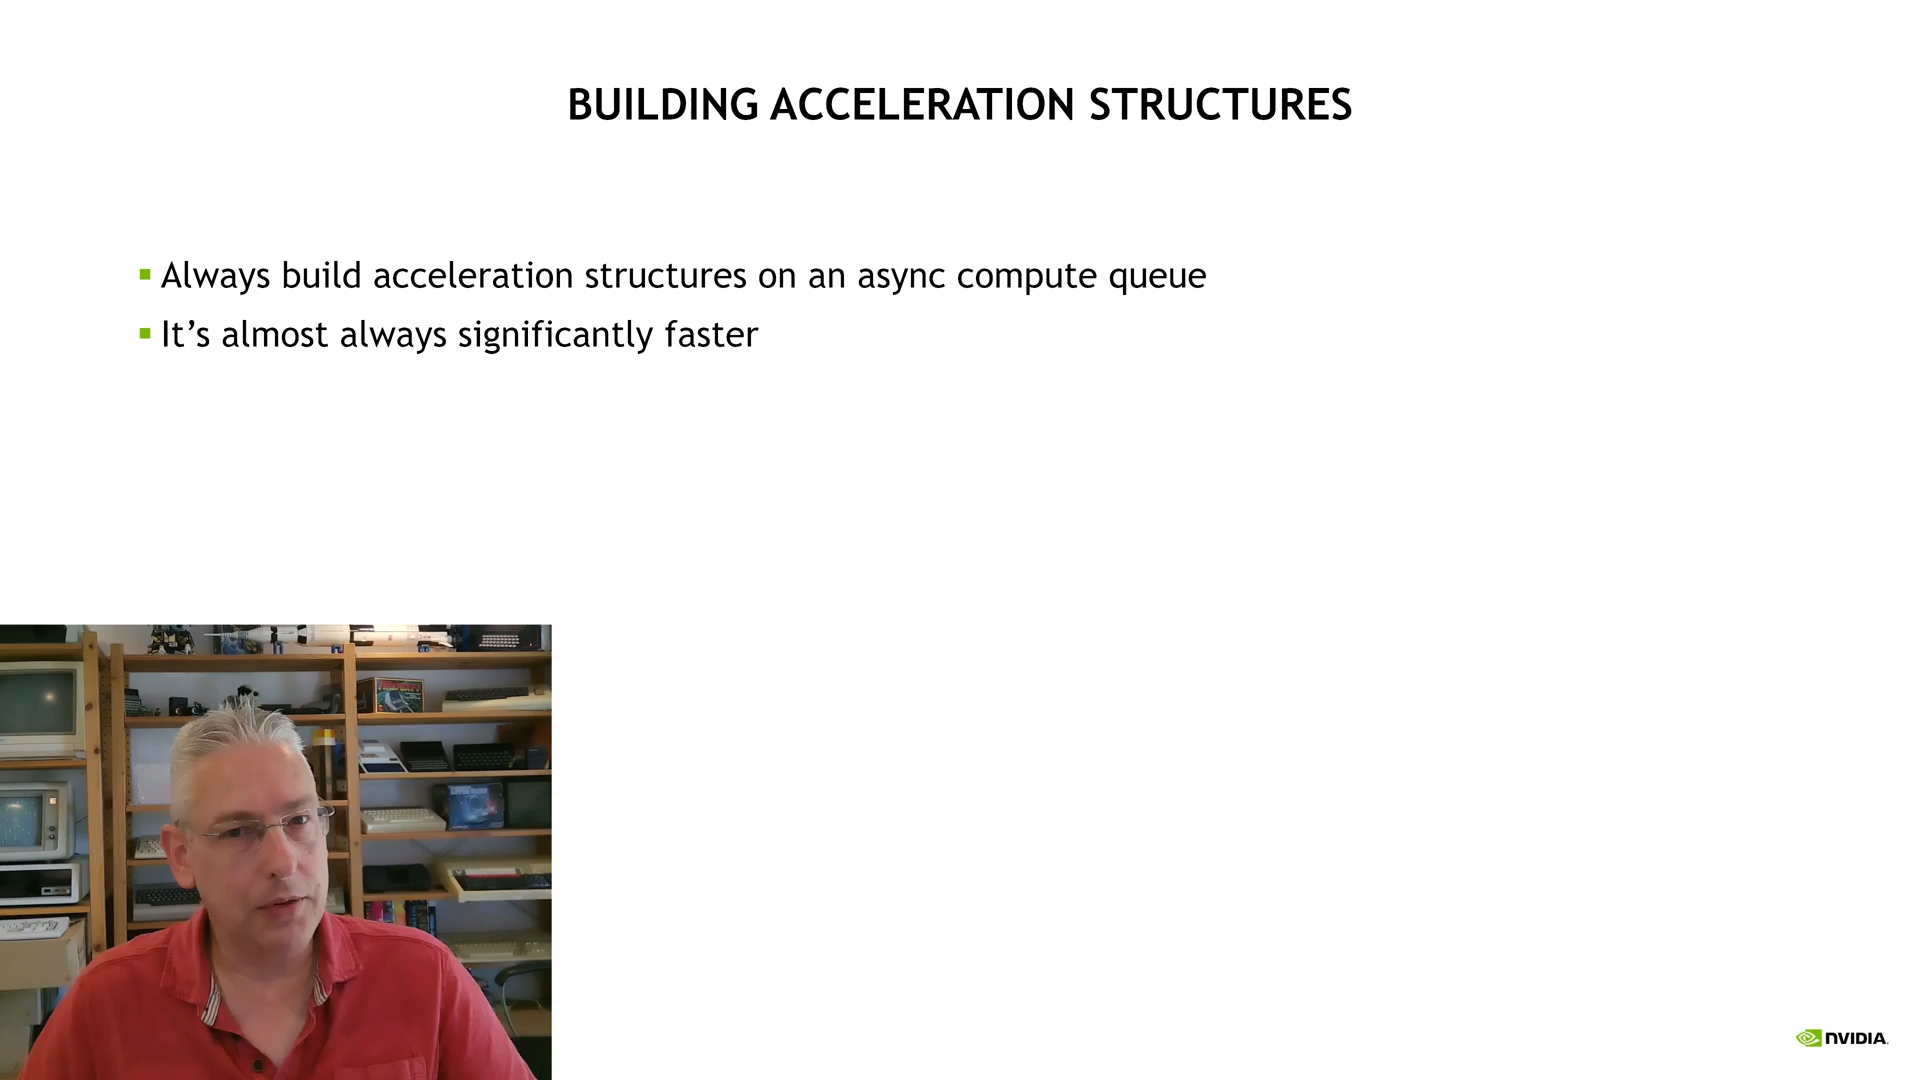 BUILDING ACCELERATION STRUCTURES
Always build acceleration structures on an async compute queue
It's almost always significantly faster
NVIDIA.